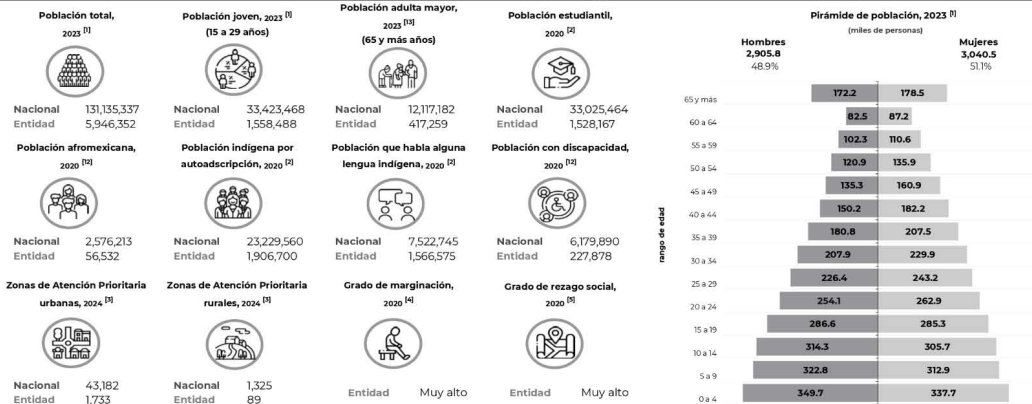 Población total,
2023 [1]
Nacional 131,135,337
Entidad 5,946,352
Población joven, 2023 [1]
(15 a 29 años)
Nacional 33,423,468
Entidad 1,558,488
Población adulta mayor,
2023 [13]
(65 y más años)
Nacional 12,117,182
Entidad 417,259
Población estudiantil,
2020 [2]
Nacional 33,025,464
Entidad 1,528,167
Población afromexicana,
2020 [12]
Nacional 2,576,213
Entidad 56,532
Población indígena por
autoadscripción, 2020 [2]
Nacional 23,229,560
Entidad 1,906,700
Población que habla alguna
lengua indígena, 2020 [2]
Nacional 7,522,745
Entidad 1,566,575
Población con discapacidad,
2020 [12]
Nacional 6,179,890
Entidad 227,878
Zonas de Atención Prioritaria
urbanas, 2024 [3]
Nacional 43,182
Entidad 1,733
Zonas de Atención Prioritaria
rurales, 2024 [3]
Nacional 1,325
Entidad 89
Grado de marginación,
2020 [4]
Entidad Muy alto
Grado de rezago social,
2020 [5]
Entidad Muy alto
Pirámide de población, 2023 [1]
(miles de personas)
Hombres
2,905.8
48.9%
Mujeres
3,040.5
51.1%
rango de edad
65 y más 172.2 178.5
60 a 64 82.5 87.2
55 a 59 102.3 110.6
50 a 54 120.9 135.9
45 a 49 135.3 160.9
40 a 44 150.2 182.2
35 a 39 180.8 207.5
30 a 34 207.9 229.9
25 a 29 226.4 243.2
20 a 24 254.1 262.9
15 a 19 286.6 285.3
10 a 14 314.3 305.7
5 a 9 322.8 312.9
0 a 4 349.7 337.7